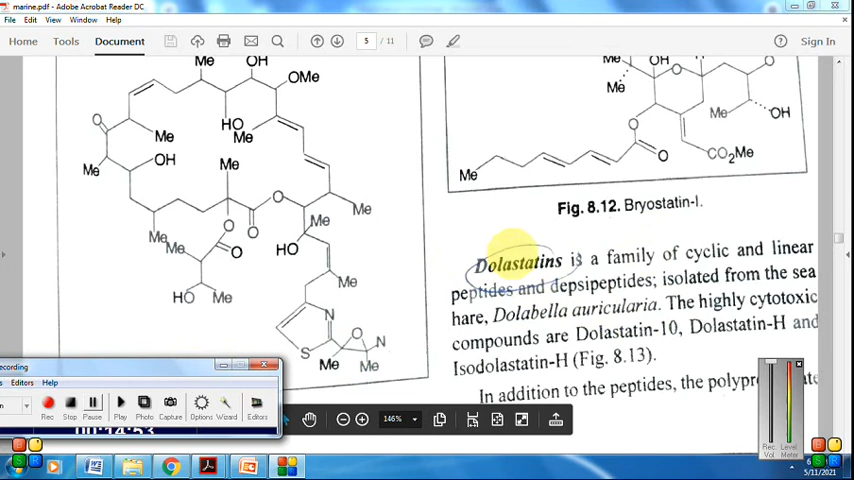 marine.pdf - Adobe Acrobat Reader DC
File Edit View Window Help
Home Tools Document 5 / 11 Sign In
Me OH
OMe
HO
Me
O
Me
OH
Me
Me
O
O
Me
O
Me
Me
HO
Me
O
Me
HO Me
N
S
O
N
Me
Me
OH
O
O
Me
Me
OH
O
O
CO₂Me
Me
Fig. 8.12. Bryostatin-I.
Dolastatins is a family of cyclic and linear
peptides and depsipeptides; isolated from the sea
hare, Dolabella auricularia. The highly cytotoxic
compounds are Dolastatin-10, Dolastatin-H and
Isodolastatin-H (Fig. 8.13).
In addition to the peptides, the
ecording
Editors Help
Rec Stop Pause Play Photo Capture Options Wizard Editors
00:14:53
146%
Rec. Vol
Level Meter
B R
S R
5/11/2021